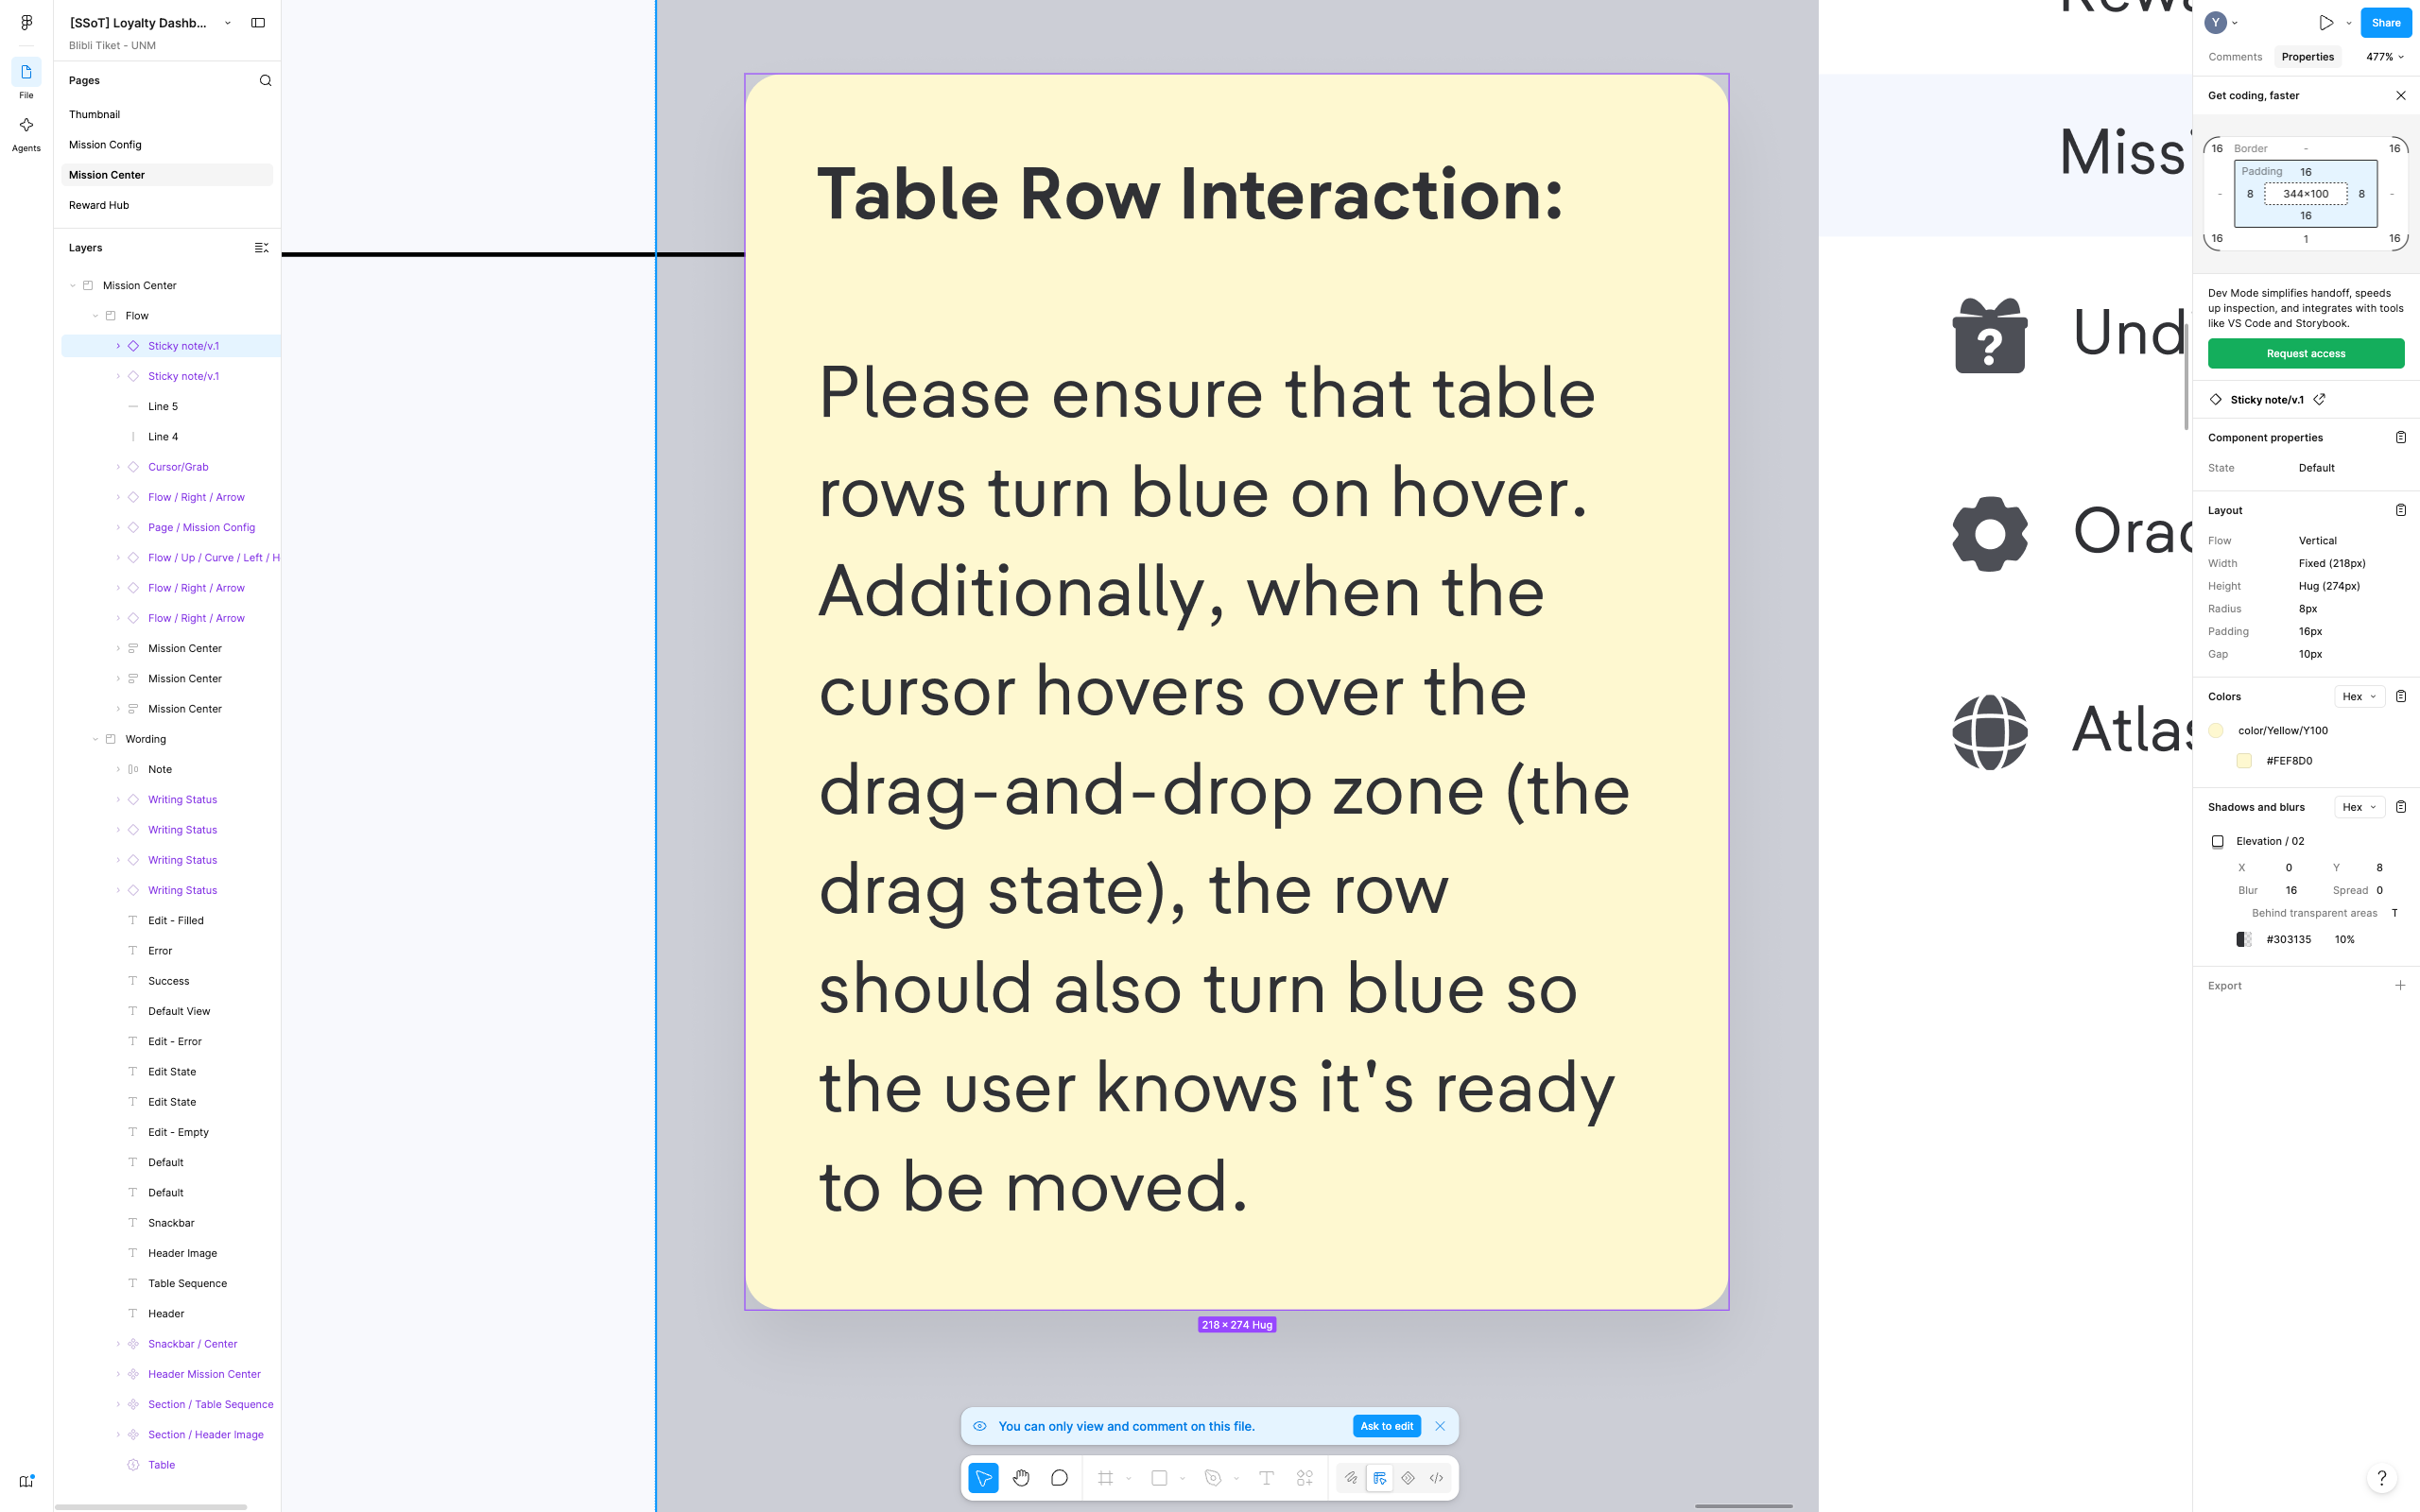 [SSoT] Loyalty Dashb...
Blibli Tiket - UNM
File
Agents
Pages
Thumbnail
Mission Config
Mission Center
Reward Hub
Layers
Mission Center
Flow
Sticky note/v.1
Sticky note/v.1
Line 5
Line 4
Cursor/Grab
Flow / Right / Arrow
Page / Mission Config
Flow / Up / Curve / Left / H
Flow / Right / Arrow
Flow / Right / Arrow
Mission Center
Mission Center
Mission Center
Wording
Note
Writing Status
Writing Status
Writing Status
Writing Status
Edit - Filled
Error
Success
Default View
Edit - Error
Edit State
Edit State
Edit - Empty
Default
Default
Snackbar
Header Image
Table Sequence
Header
Snackbar / Center
Header Mission Center
Section / Table Sequence
Section / Header Image
Table
Table Row Interaction:
Please ensure that table
rows turn blue on hover.
Additionally, when the
cursor hovers over the
drag-and-drop zone (the
drag state), the row
should also turn blue so
the user knows it's ready
to be moved.
218 × 274 Hug
You can only view and comment on this file.
Ask to edit
Miss
Und
Orac
Atlas
Y
Share
Comments
Properties
477%
Get coding, faster
16 Border - 16
Padding 16
- 8 344×100 8 -
16
16 1 16
Dev Mode simplifies handoff, speeds
up inspection, and integrates with tools
like VS Code and Storybook.
Request access
Sticky note/v.1
Component properties
State Default
Layout
Flow Vertical
Width Fixed (218px)
Height Hug (274px)
Radius 8px
Padding 16px
Gap 10px
Colors Hex
color/Yellow/Y100
#FEF8D0
Shadows and blurs Hex
Elevation / 02
X 0 Y 8
Blur 16 Spread 0
Behind transparent areas T
#303135 10%
Export
?